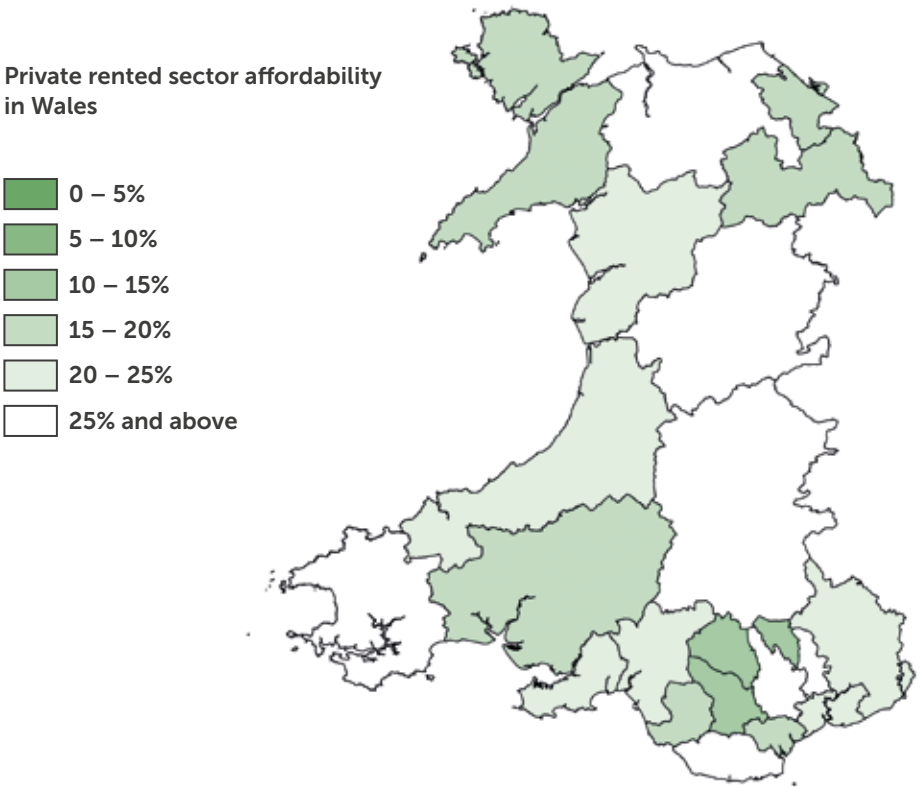 Private rented sector affordability
in Wales
0 – 5%
5 – 10%
10 – 15%
15 – 20%
20 – 25%
25% and above